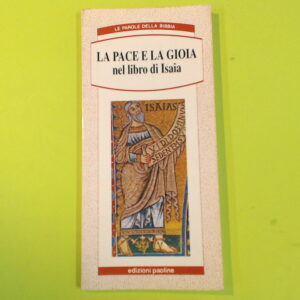 LE PAROLE DELLA BIBBIA
LA PACE E LA GIOIA
nel libro di Isaia
ISAIAS
edizioni paoline